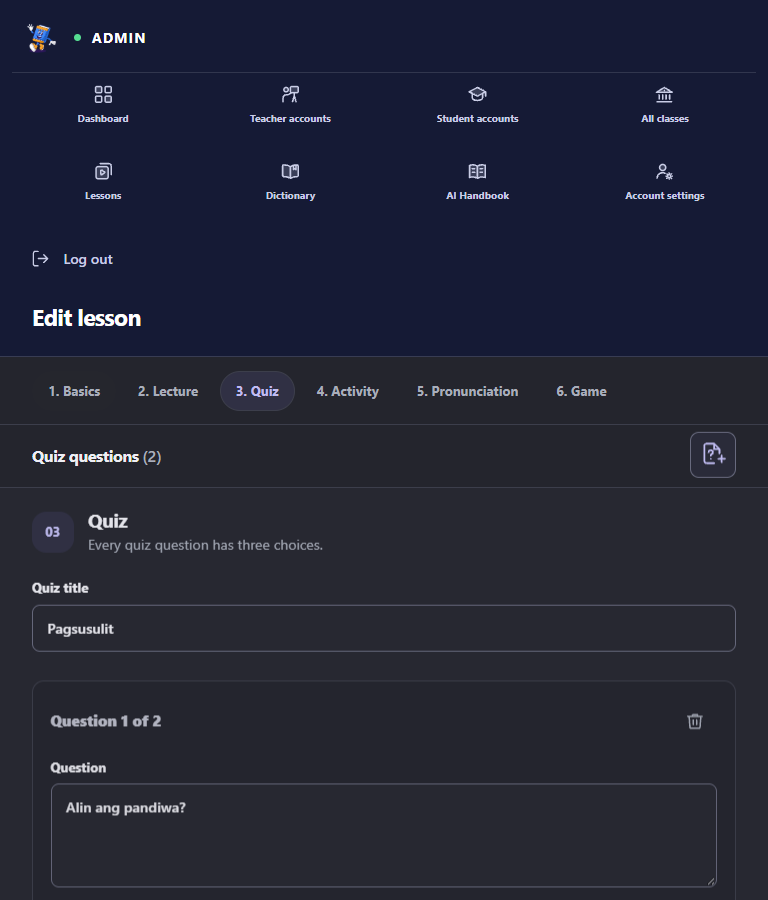 ADMIN
Dashboard
Teacher accounts
Student accounts
All classes
Lessons
Dictionary
AI Handbook
Account settings
Log out
Edit lesson
1. Basics
2. Lecture
3. Quiz
4. Activity
5. Pronunciation
6. Game
Quiz questions (2)
03
Quiz
Every quiz question has three choices.
Quiz title
Pagsusulit
Question 1 of 2
Question
Alin ang pandiwa?